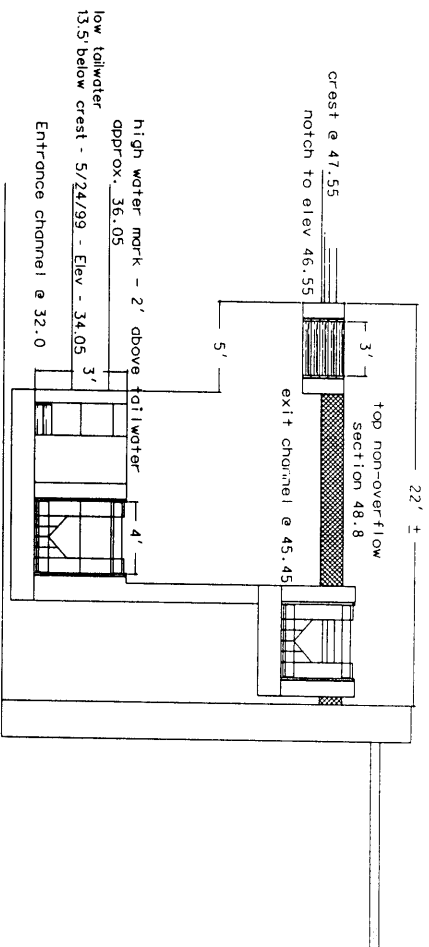 22' ±
crest @ 47.55
notch to elev 46.55
3'
top non-overflow
section 48.8
5'
exit channel @ 45.45
high water mark - 2' above tailwater
approx. 36.05
low tailwater
13.5' below crest - 5/24/99 - Elev - 34.05
3'
4'
Entrance channel @ 32.0